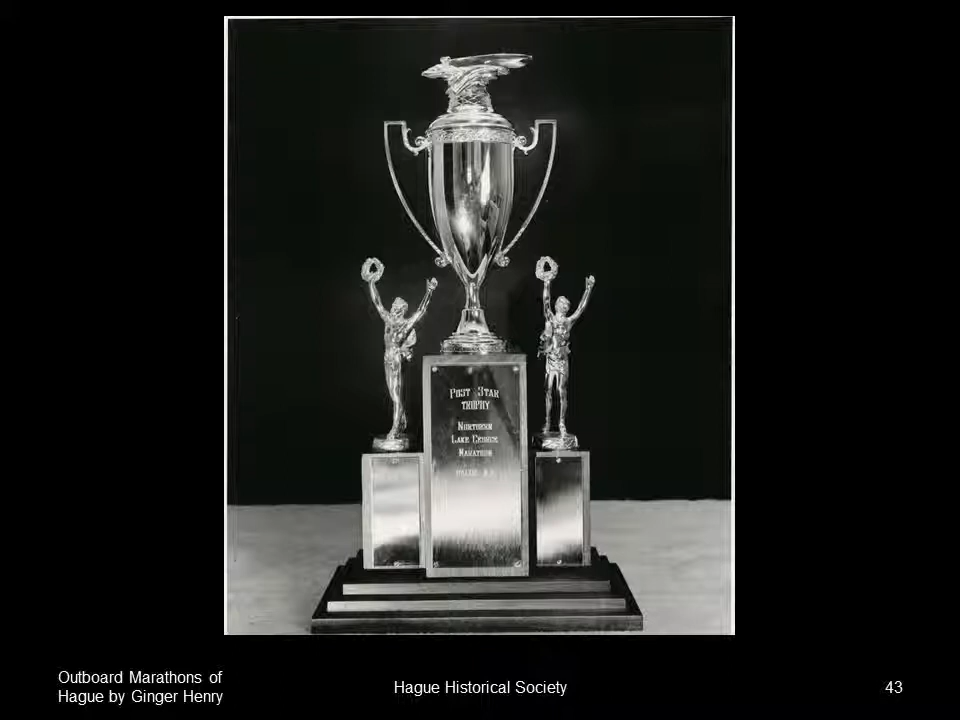 POST STAR
TROPHY
NORTHERN
LAKE GEORGE
MARATHON
Outboard Marathons of
Hague by Ginger Henry
Hague Historical Society
43